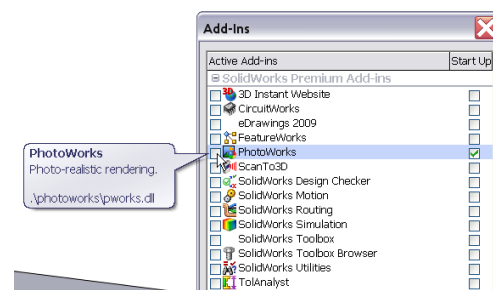 Add-Ins
Active Add-ins Start Up
SolidWorks Premium Add-ins
3D Instant Website
CircuitWorks
eDrawings 2009
FeatureWorks
PhotoWorks
ScanTo3D
SolidWorks Design Checker
SolidWorks Motion
SolidWorks Routing
SolidWorks Simulation
SolidWorks Toolbox
SolidWorks Toolbox Browser
SolidWorks Utilities
TolAnalyst
PhotoWorks
Photo-realistic rendering.
.\photoworks\pworks.dll